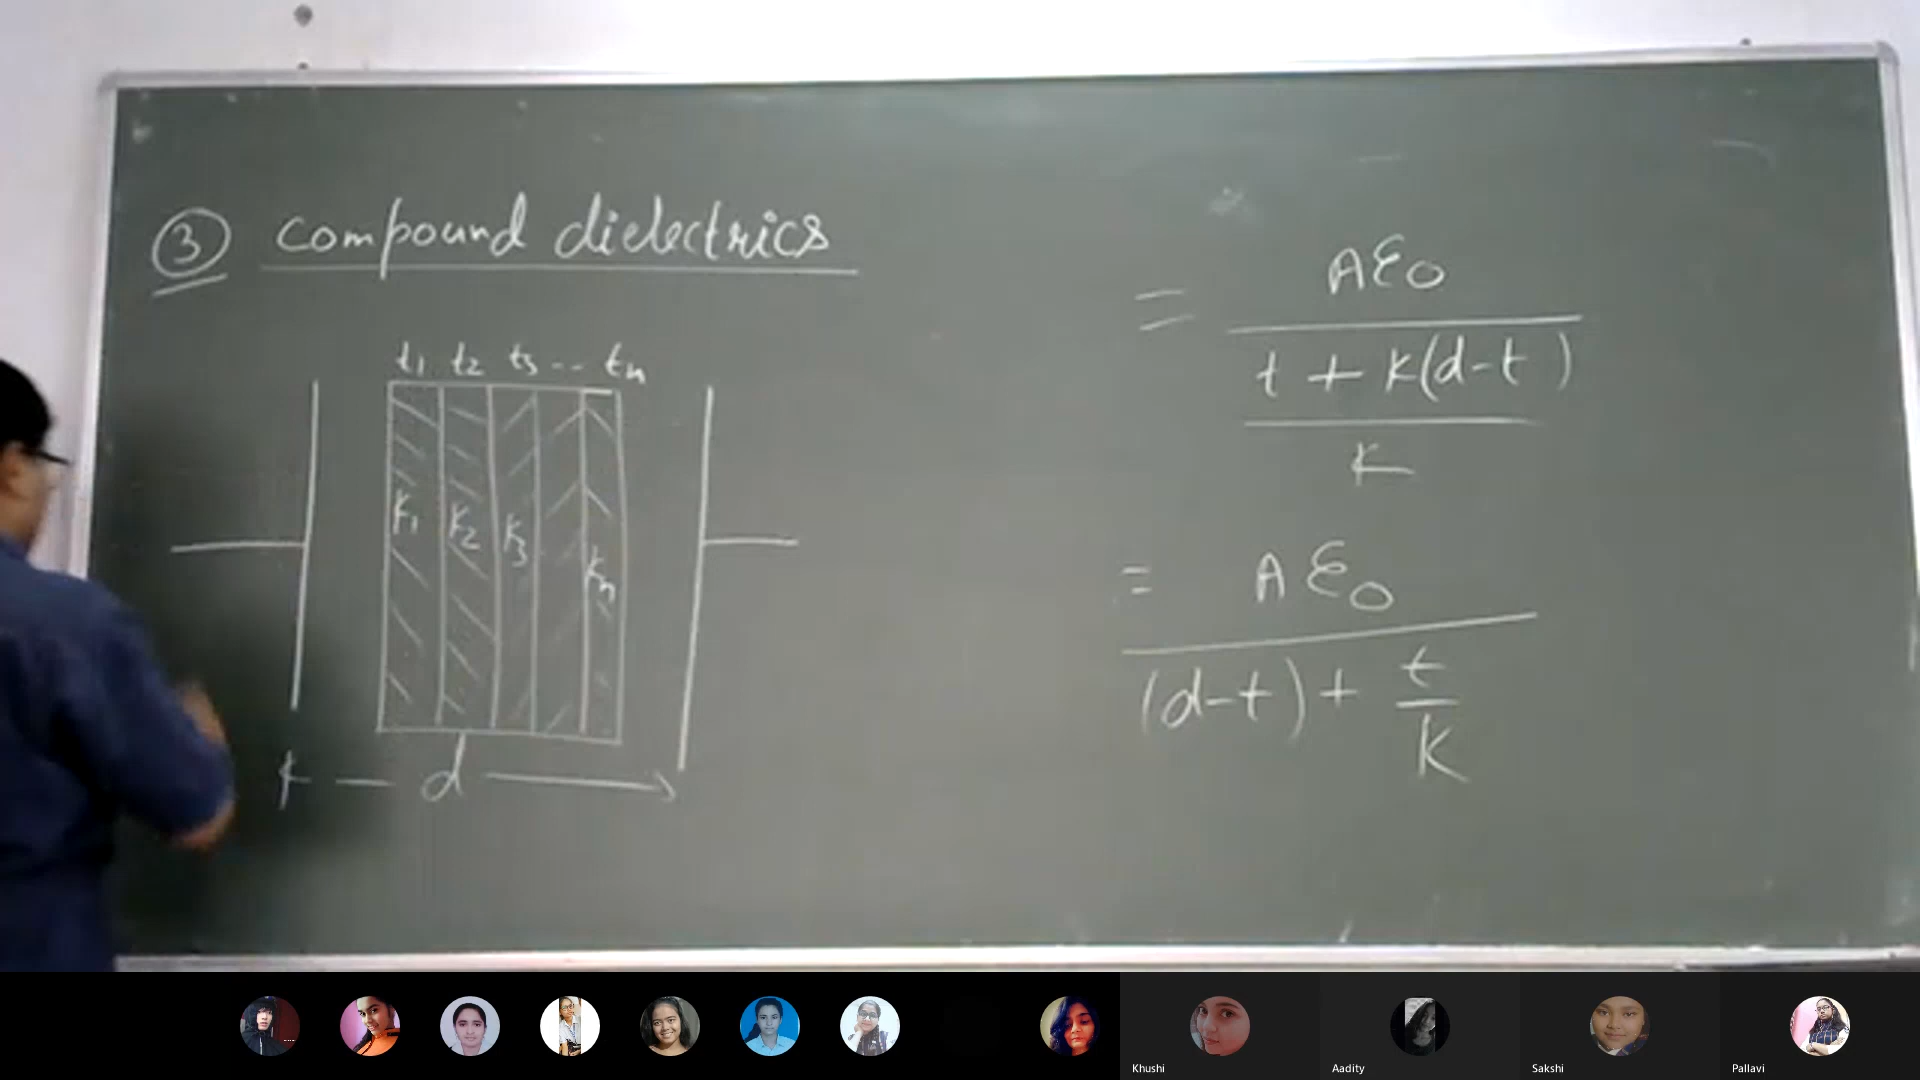 ③ Compound dielectrics
t1 t2 t3 -- tn
K1 K2 K3 Kn
d
= Aε0
t + K(d-t)
K
= Aε0
(d-t) + t
K
Khushi Aadity Sakshi Pallavi